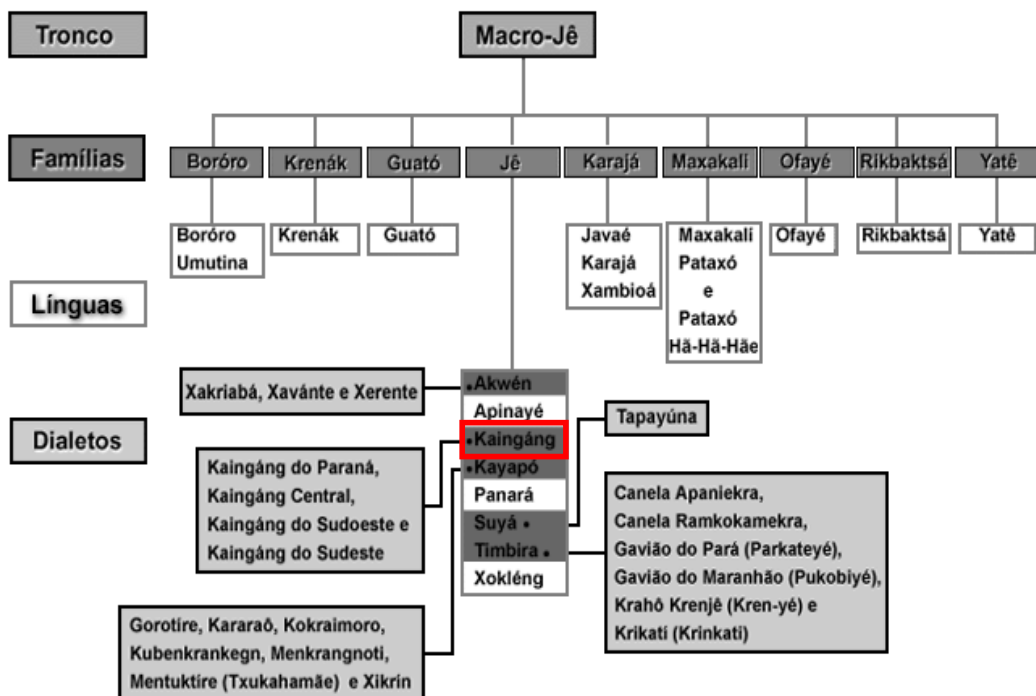 Tronco
Macro-Jê
Famílias
Boróro
Krenák
Guató
Jê
Karajá
Maxakali
Ofayé
Rikbaktsá
Yatê
Línguas
Boróro
Umutina
Krenák
Guató
Javaé
Karajá
Xambioá
Maxakali
Pataxó
e
Pataxó
Hã-Hã-Hãe
Ofayé
Rikbaktsá
Yatê
Dialetos
Xakriabá, Xavánte e Xerente
Akwén
Apinayé
Kaingáng
Kayapó
Panará
Suyá
Timbira
Xokléng
Tapayúna
Kaingáng do Paraná,
Kaingáng Central,
Kaingáng do Sudoeste e
Kaingáng do Sudeste
Canela Apaniekra,
Canela Ramkokamekra,
Gavião do Pará (Parkateyé),
Gavião do Maranhão (Pukobiyé),
Krahô Krenjê (Kren-yé) e
Krikatí (Krinkati)
Gorotire, Kararaô, Kokraimoro,
Kubenkrankegn, Menkrangnoti,
Mentuktíre (Txukahamãe) e Xikrin